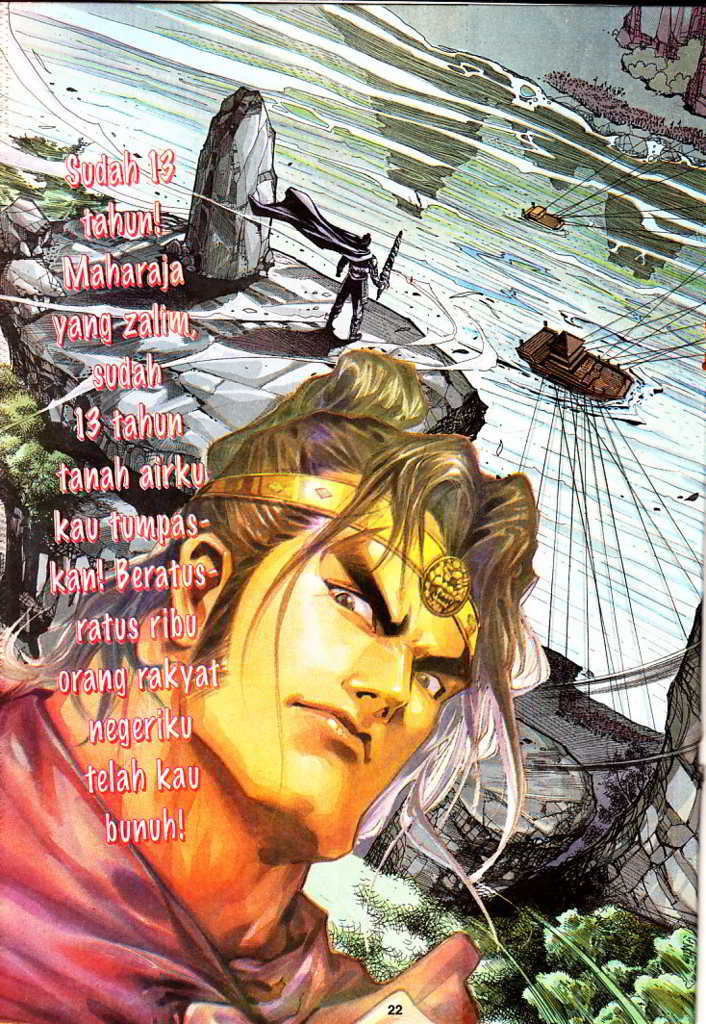 Sudah 13
tahun!
Maharaja
yang zalim,
sudah
13 tahun
tanah airku
kau tumpas-
kan! Beratus-
ratus ribu
orang rakyat
negeriku
telah kau
bunuh!
22